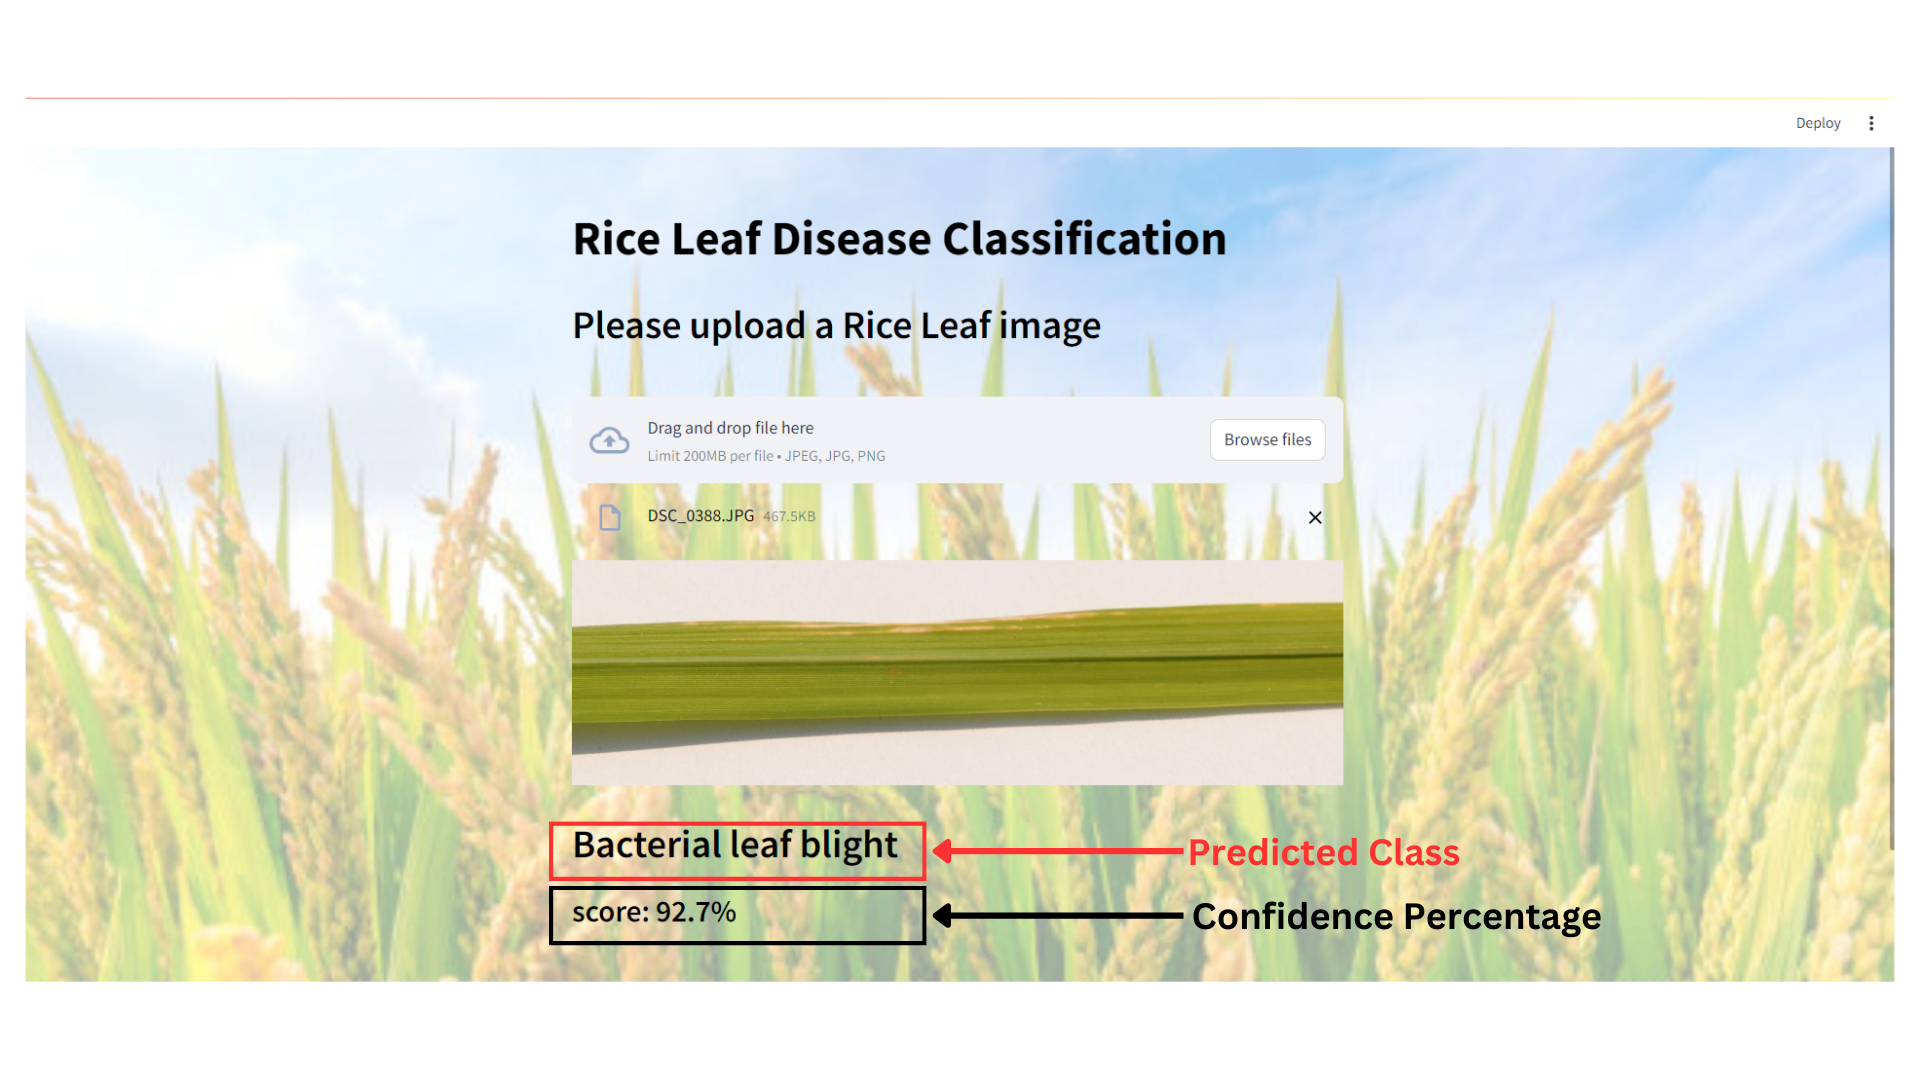 Deploy
Rice Leaf Disease Classification
Please upload a Rice Leaf image
Drag and drop file here
Limit 200MB per file • JPEG, JPG, PNG
Browse files
DSC_0388.JPG 467.5KB
Bacterial leaf blight
Predicted Class
score: 92.7%
Confidence Percentage